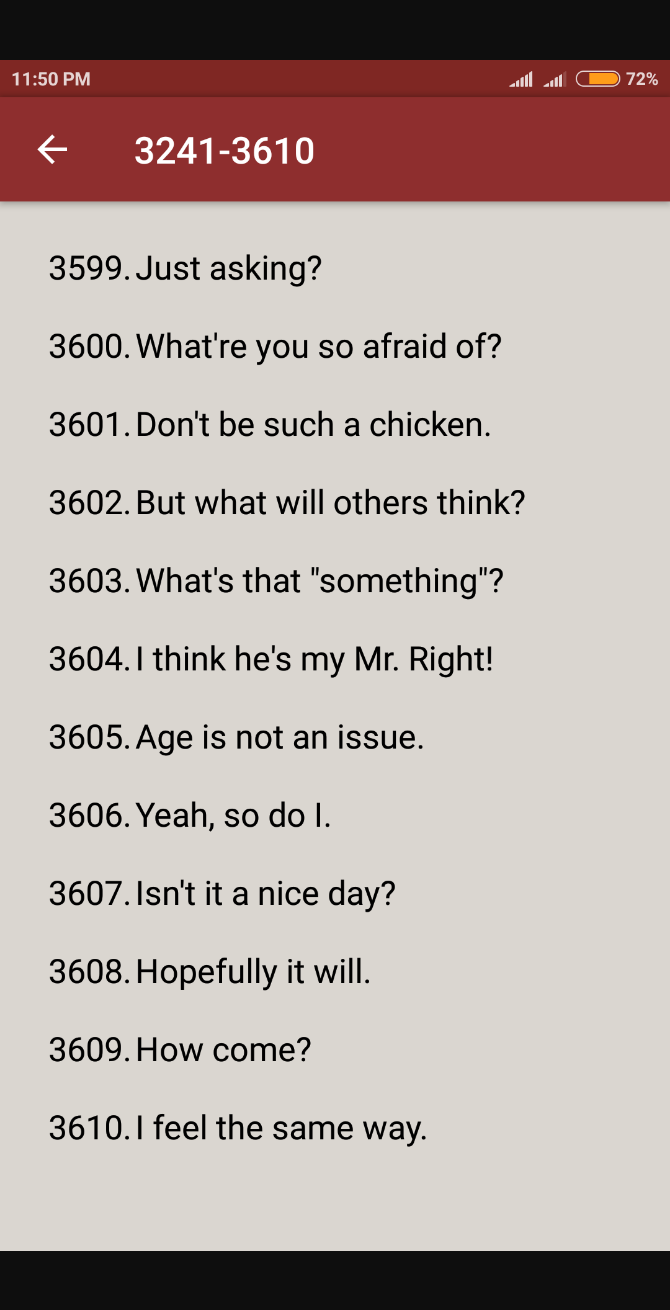 11:50 PM 72%
3241-3610
3599. Just asking?
3600. What're you so afraid of?
3601. Don't be such a chicken.
3602. But what will others think?
3603. What's that "something"?
3604. I think he's my Mr. Right!
3605. Age is not an issue.
3606. Yeah, so do I.
3607. Isn't it a nice day?
3608. Hopefully it will.
3609. How come?
3610. I feel the same way.